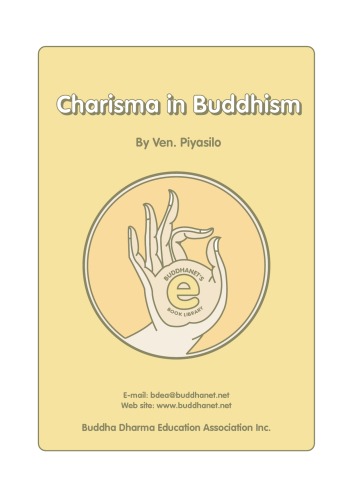 Charisma in Buddhism
By Ven. Piyasilo
BUDDHANET'S
e
BOOK LIBRARY
E-mail: bdea@buddhanet.net
Web site: www.buddhanet.net
Buddha Dharma Education Association Inc.